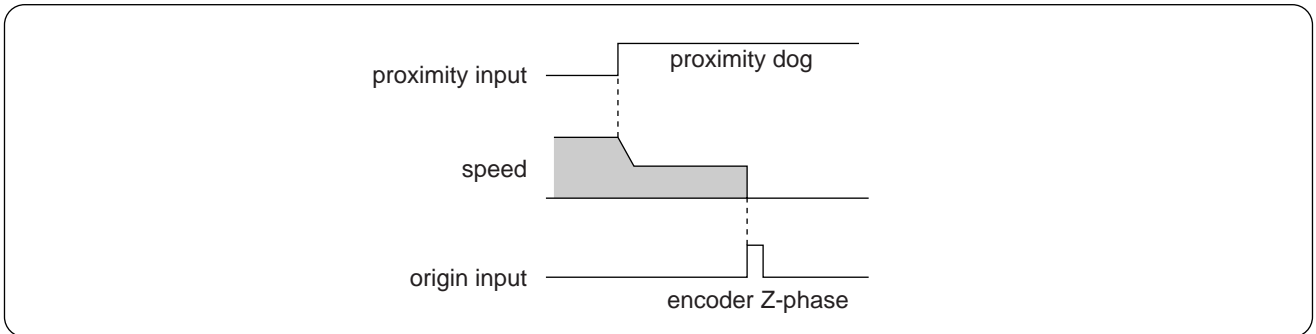 proximity dog
proximity input
speed
origin input
encoder Z-phase